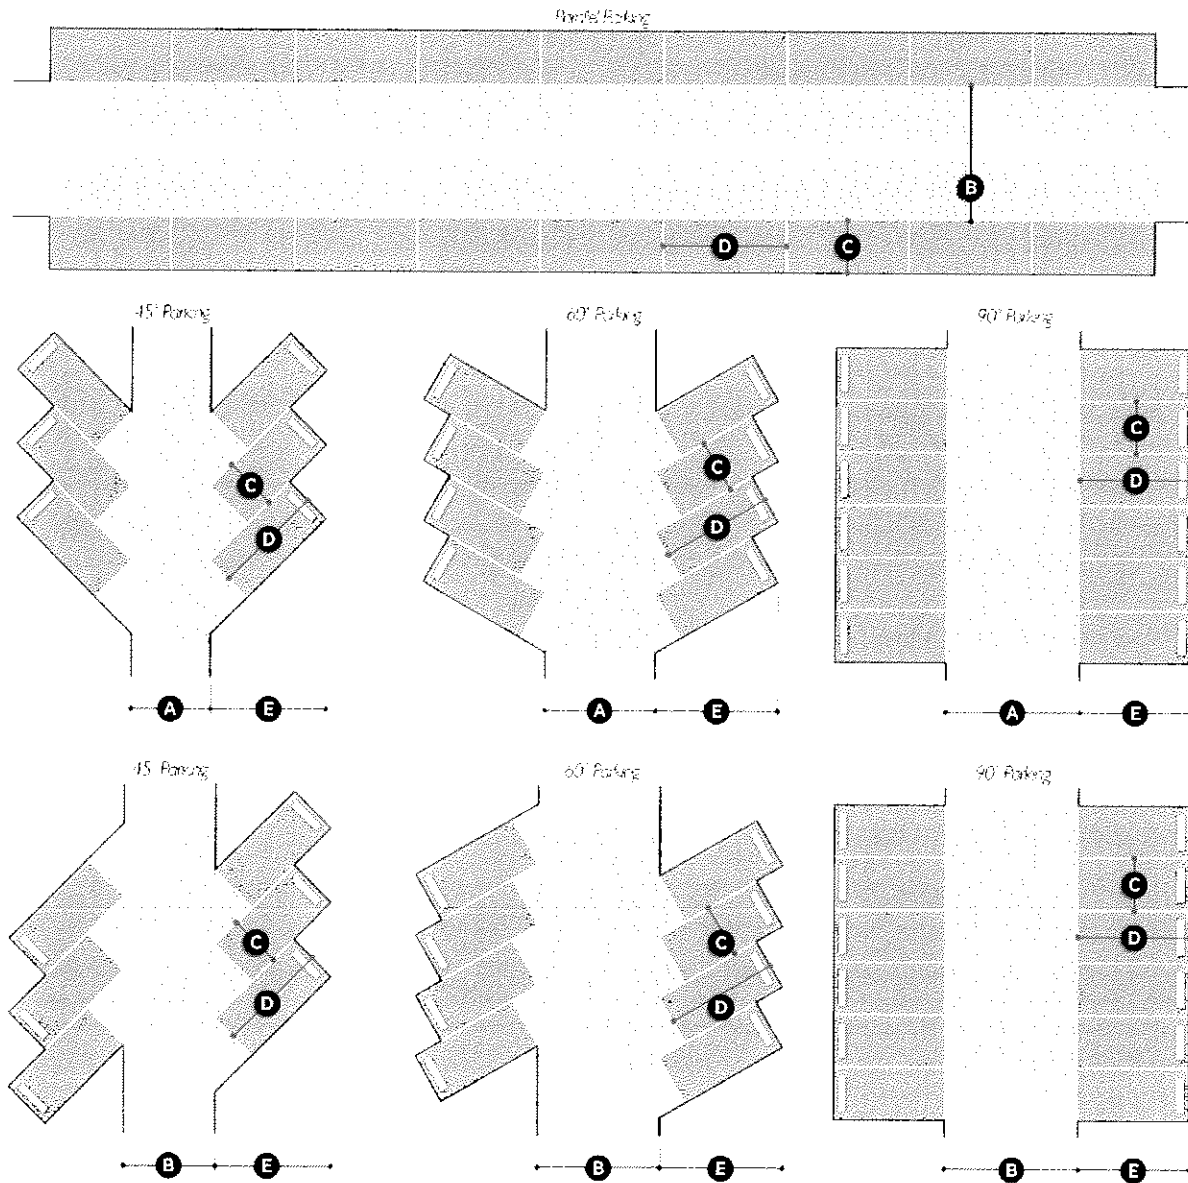 Parallel Parking
B
D C
45° Parking 60° Parking 90° Parking
C C C
D D D
A E A E A E
45° Parking 60° Parking 90° Parking
C C C
D D D
B E B E B E